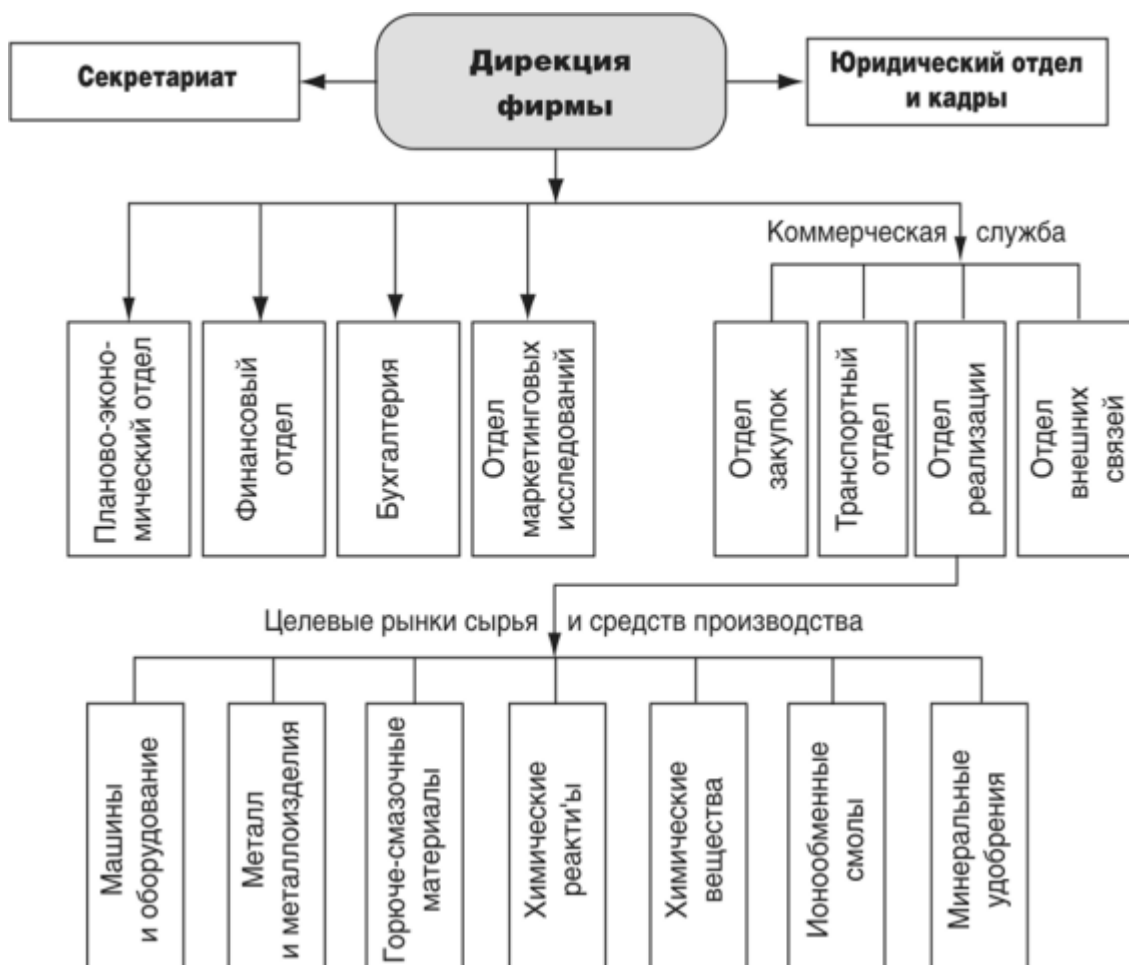 Секретариат
Дирекция
фирмы
Юридический отдел
и кадры
Коммерческая служба
Планово-эконо-
мический отдел
Финансовый
отдел
Бухгалтерия
Отдел
маркетинговых
исследований
Отдел
закупок
Транспортный
отдел
Отдел
реализации
Отдел
внешних
связей
Целевые рынки сырья и средств производства
Машины
и оборудование
Металл
и металлоизделия
Горюче-смазочные
материалы
Химические
реакти'ы
Химические
вещества
Ионообменные
смолы
Минеральные
удобрения